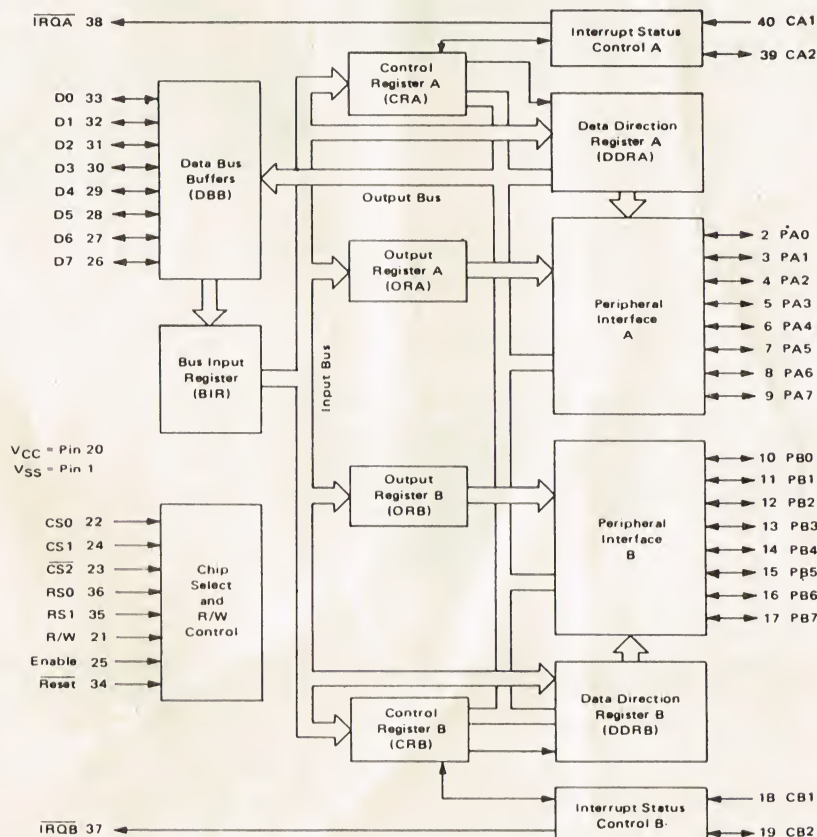 IRQA 38
Interrupt Status
Control A
40 CA1
39 CA2
Control
Register A
(CRA)
D0 33
D1 32
D2 31
D3 30
D4 29
D5 28
D6 27
D7 26
Data Bus
Buffers
(DBB)
Data Direction
Register A
(DDRA)
Output Bus
Output
Register A
(ORA)
Peripheral
Interface
A
2 PA0
3 PA1
4 PA2
5 PA3
6 PA4
7 PA5
8 PA6
9 PA7
Bus Input
Register
(BIR)
Input Bus
VCC = Pin 20
VSS = Pin 1
Output
Register B
(ORB)
Peripheral
Interface
B
10 PB0
11 PB1
12 PB2
13 PB3
14 PB4
15 PB5
16 PB6
17 PB7
CS0 22
CS1 24
CS2 23
RS0 36
RS1 35
R/W 21
Enable 25
Reset 34
Chip
Select
and
R/W
Control
Control
Register B
(CRB)
Data Direction
Register B
(DDRB)
Interrupt Status
Control B
18 CB1
19 CB2
IRQB 37